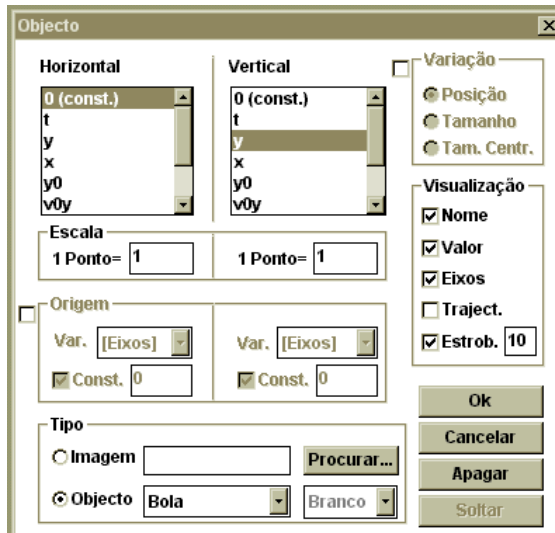 Objecto
Horizontal
0 (const.)
t
y
x
y0
v0y
Vertical
0 (const.)
t
y
x
y0
v0y
Variação
Posição
Tamanho
Tam. Centr.
Escala
1 Ponto= 1
1 Ponto= 1
Visualização
Nome
Valor
Eixos
Traject.
Estrob. 10
Origem
Var. [Eixos]
Const. 0
Var. [Eixos]
Const. 0
Tipo
Imagem Procurar...
Objecto Bola Branco
Ok
Cancelar
Apagar
Soltar